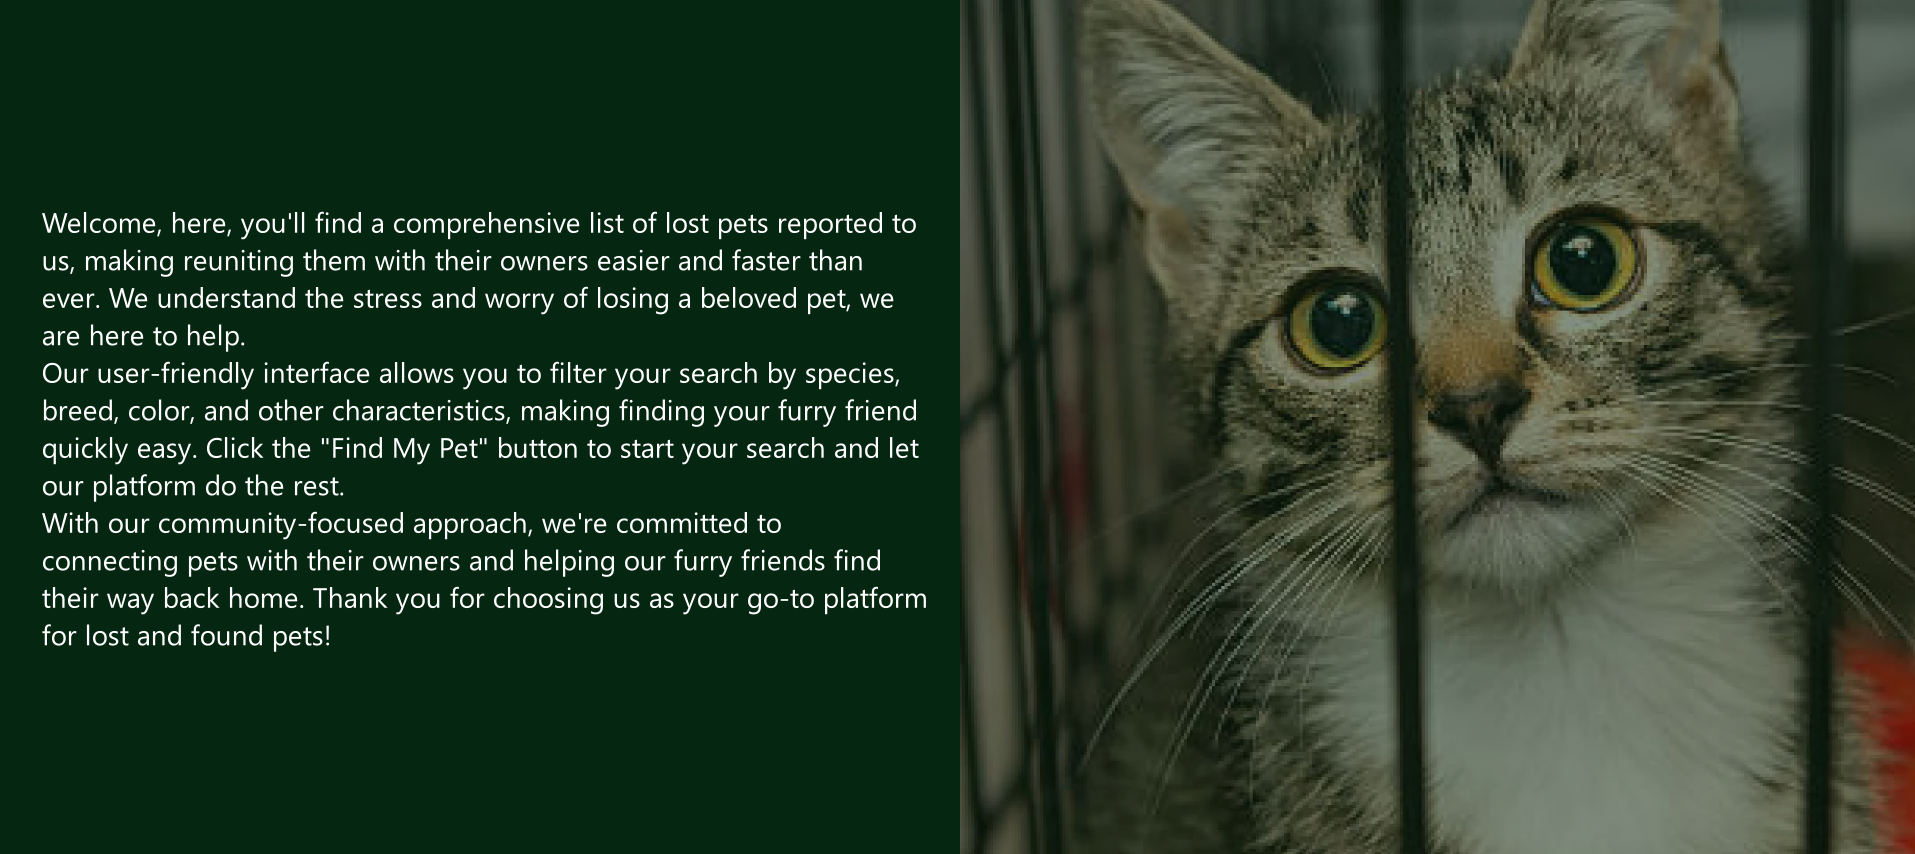 Welcome, here, you'll find a comprehensive list of lost pets reported to
us, making reuniting them with their owners easier and faster than
ever. We understand the stress and worry of losing a beloved pet, we
are here to help.
Our user-friendly interface allows you to filter your search by species,
breed, color, and other characteristics, making finding your furry friend
quickly easy. Click the "Find My Pet" button to start your search and let
our platform do the rest.
With our community-focused approach, we're committed to
connecting pets with their owners and helping our furry friends find
their way back home. Thank you for choosing us as your go-to platform
for lost and found pets!